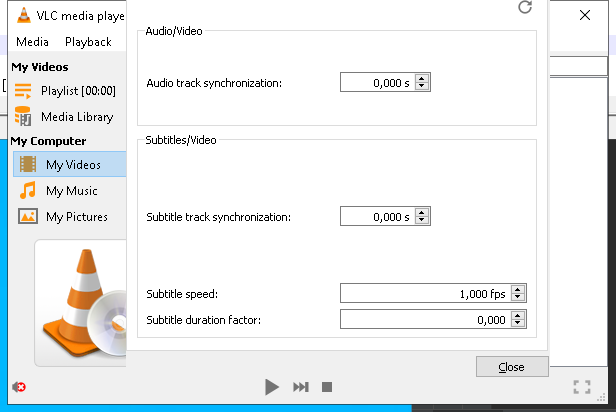 VLC media playe
Media Playback
My Videos
Playlist [00:00]
Media Library
My Computer
My Videos
My Music
My Pictures
Audio/Video
Audio track synchronization: 0,000 s
Subtitles/Video
Subtitle track synchronization: 0,000 s
Subtitle speed: 1,000 fps
Subtitle duration factor: 0,000
Close